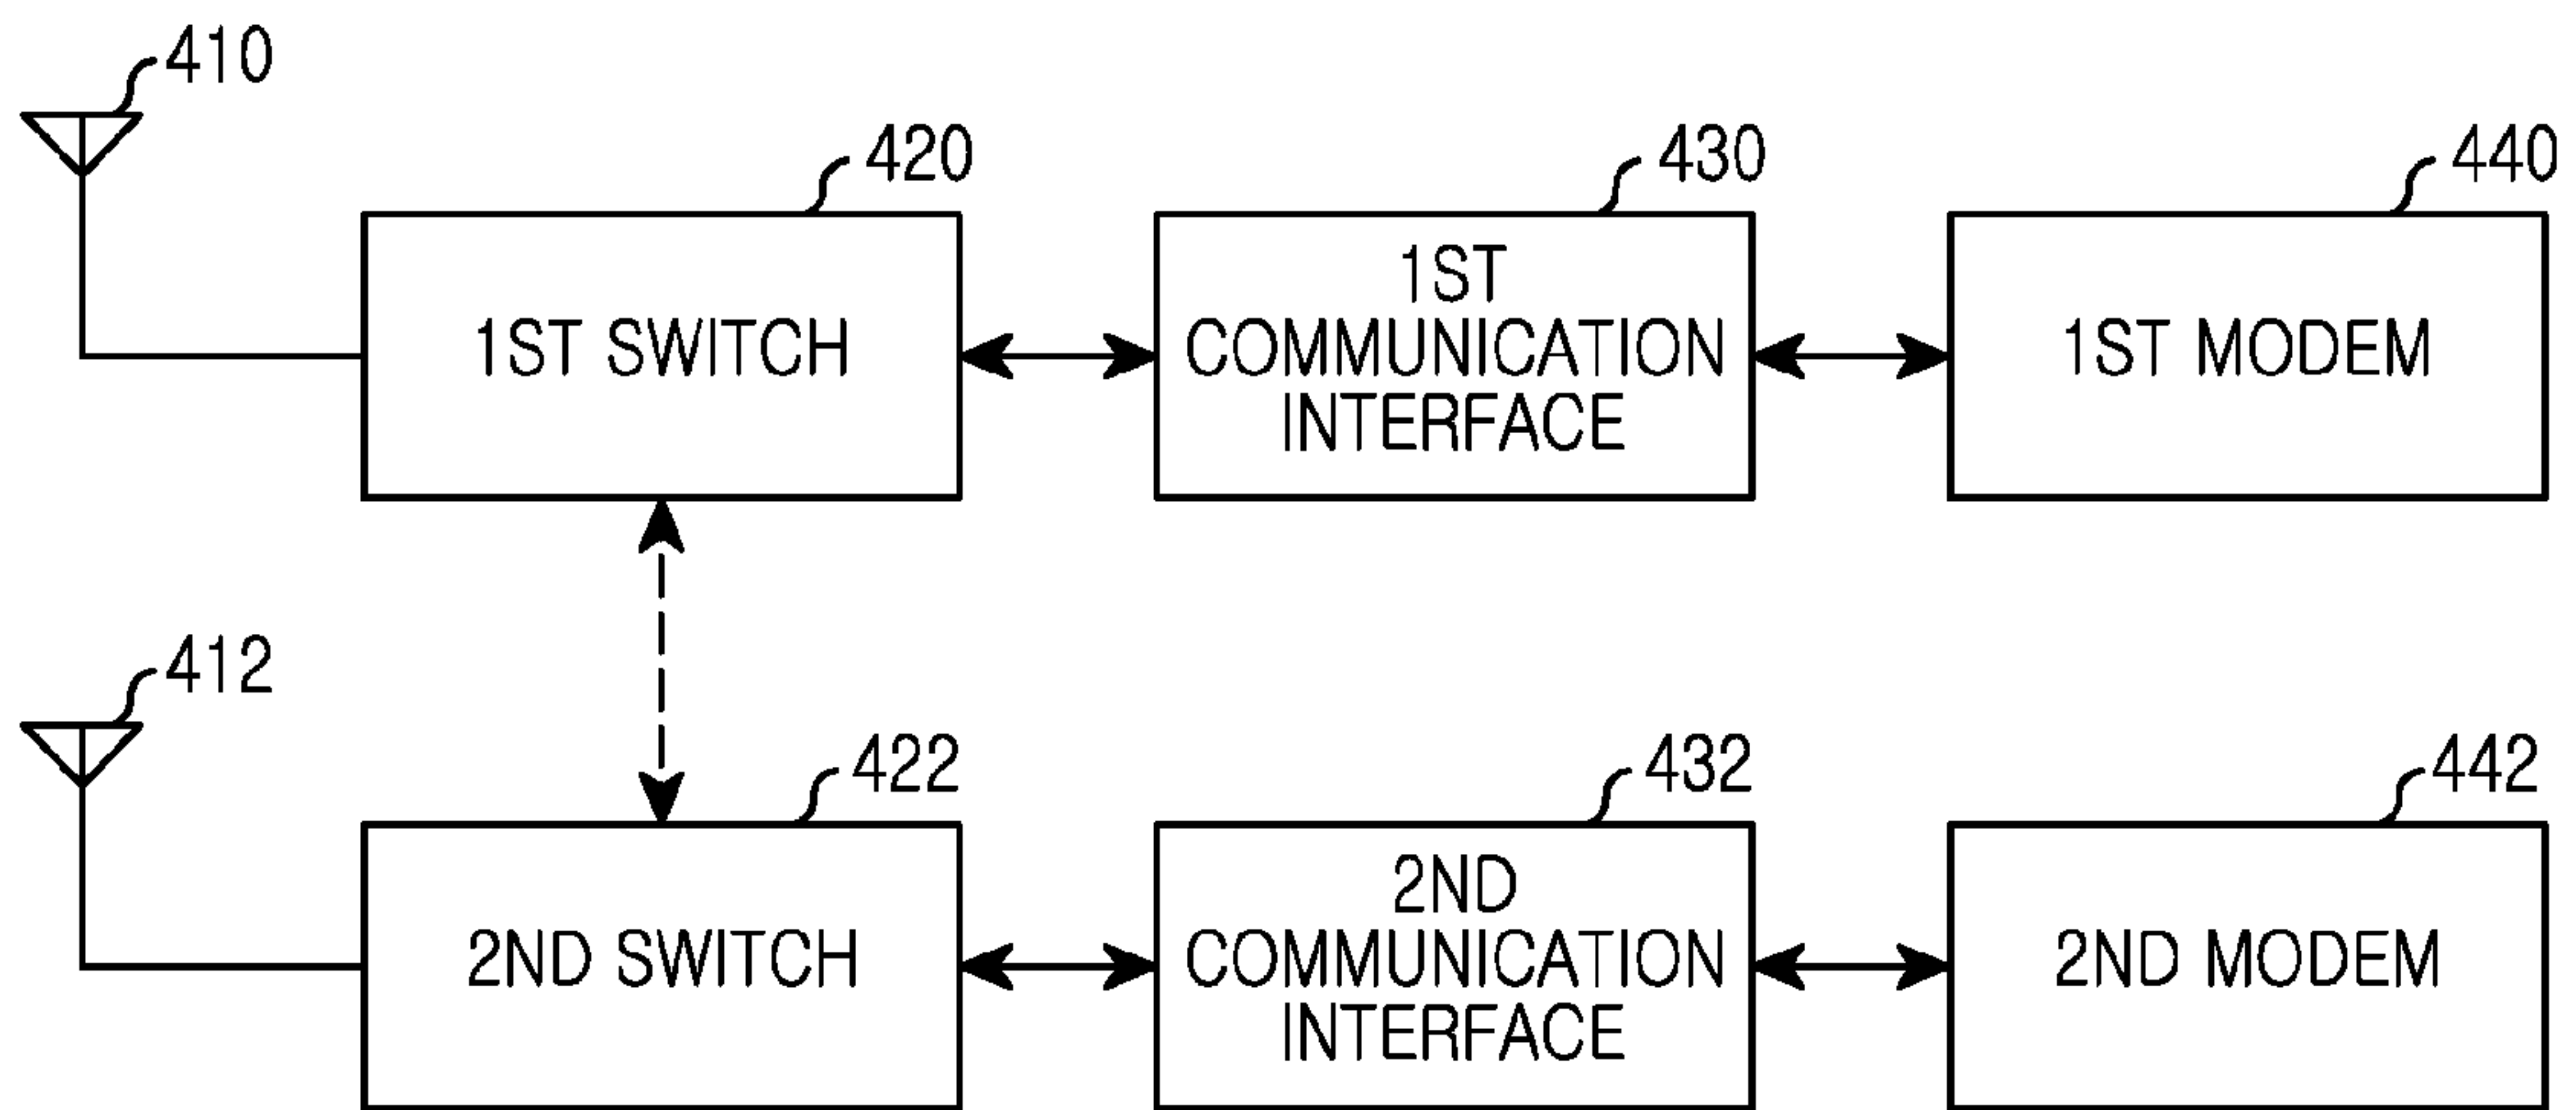 410
420
430
440
1ST SWITCH
1ST
COMMUNICATION
INTERFACE
1ST MODEM
412
422
432
442
2ND SWITCH
2ND
COMMUNICATION
INTERFACE
2ND MODEM